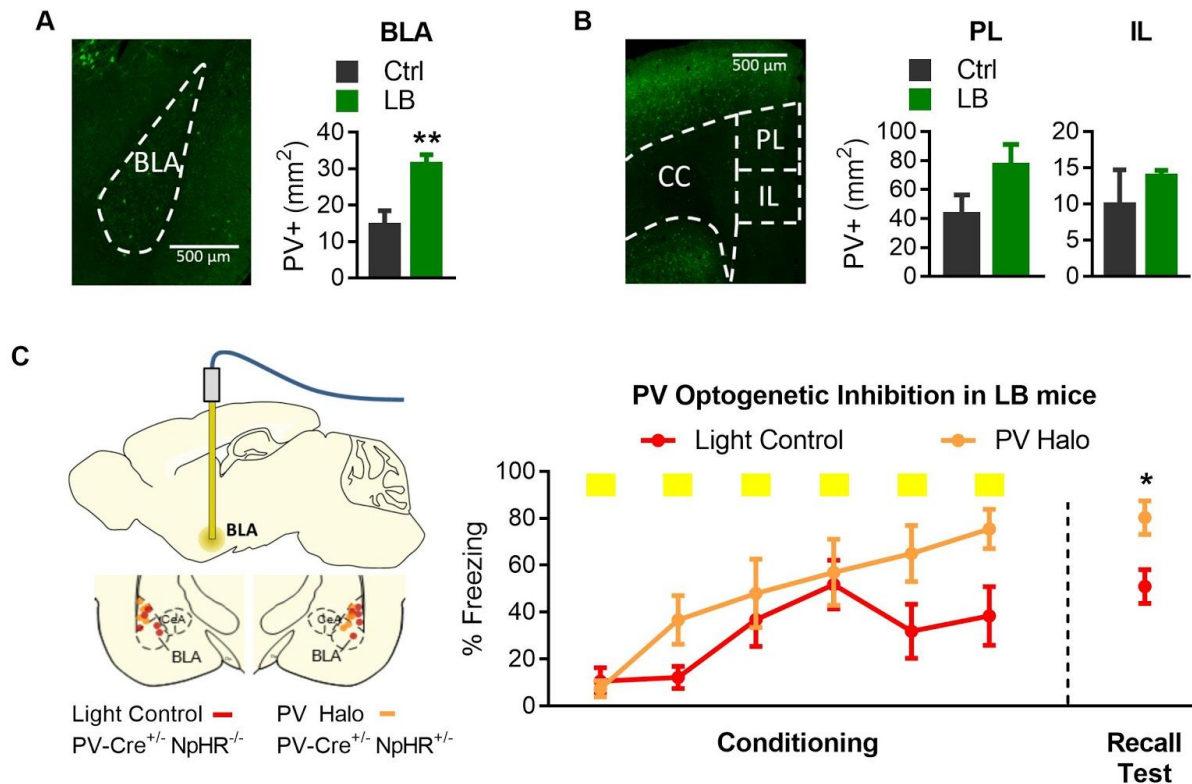 A
BLA
Ctrl
LB
BLA
500 µm
PV+ (mm²)
40
30
20
10
0
**
B
500 µm
PL
IL
CC
PL
Ctrl
LB
PV+ (mm²)
100
80
60
40
20
0
IL
20
15
10
5
0
C
BLA
CeA
BLA
CeA
BLA
Light Control
PV-Cre+/- NpHR-/-
PV Halo
PV-Cre+/- NpHR+/-
PV Optogenetic Inhibition in LB mice
Light Control
PV Halo
% Freezing
100
80
60
40
20
0
*
Conditioning
Recall
Test